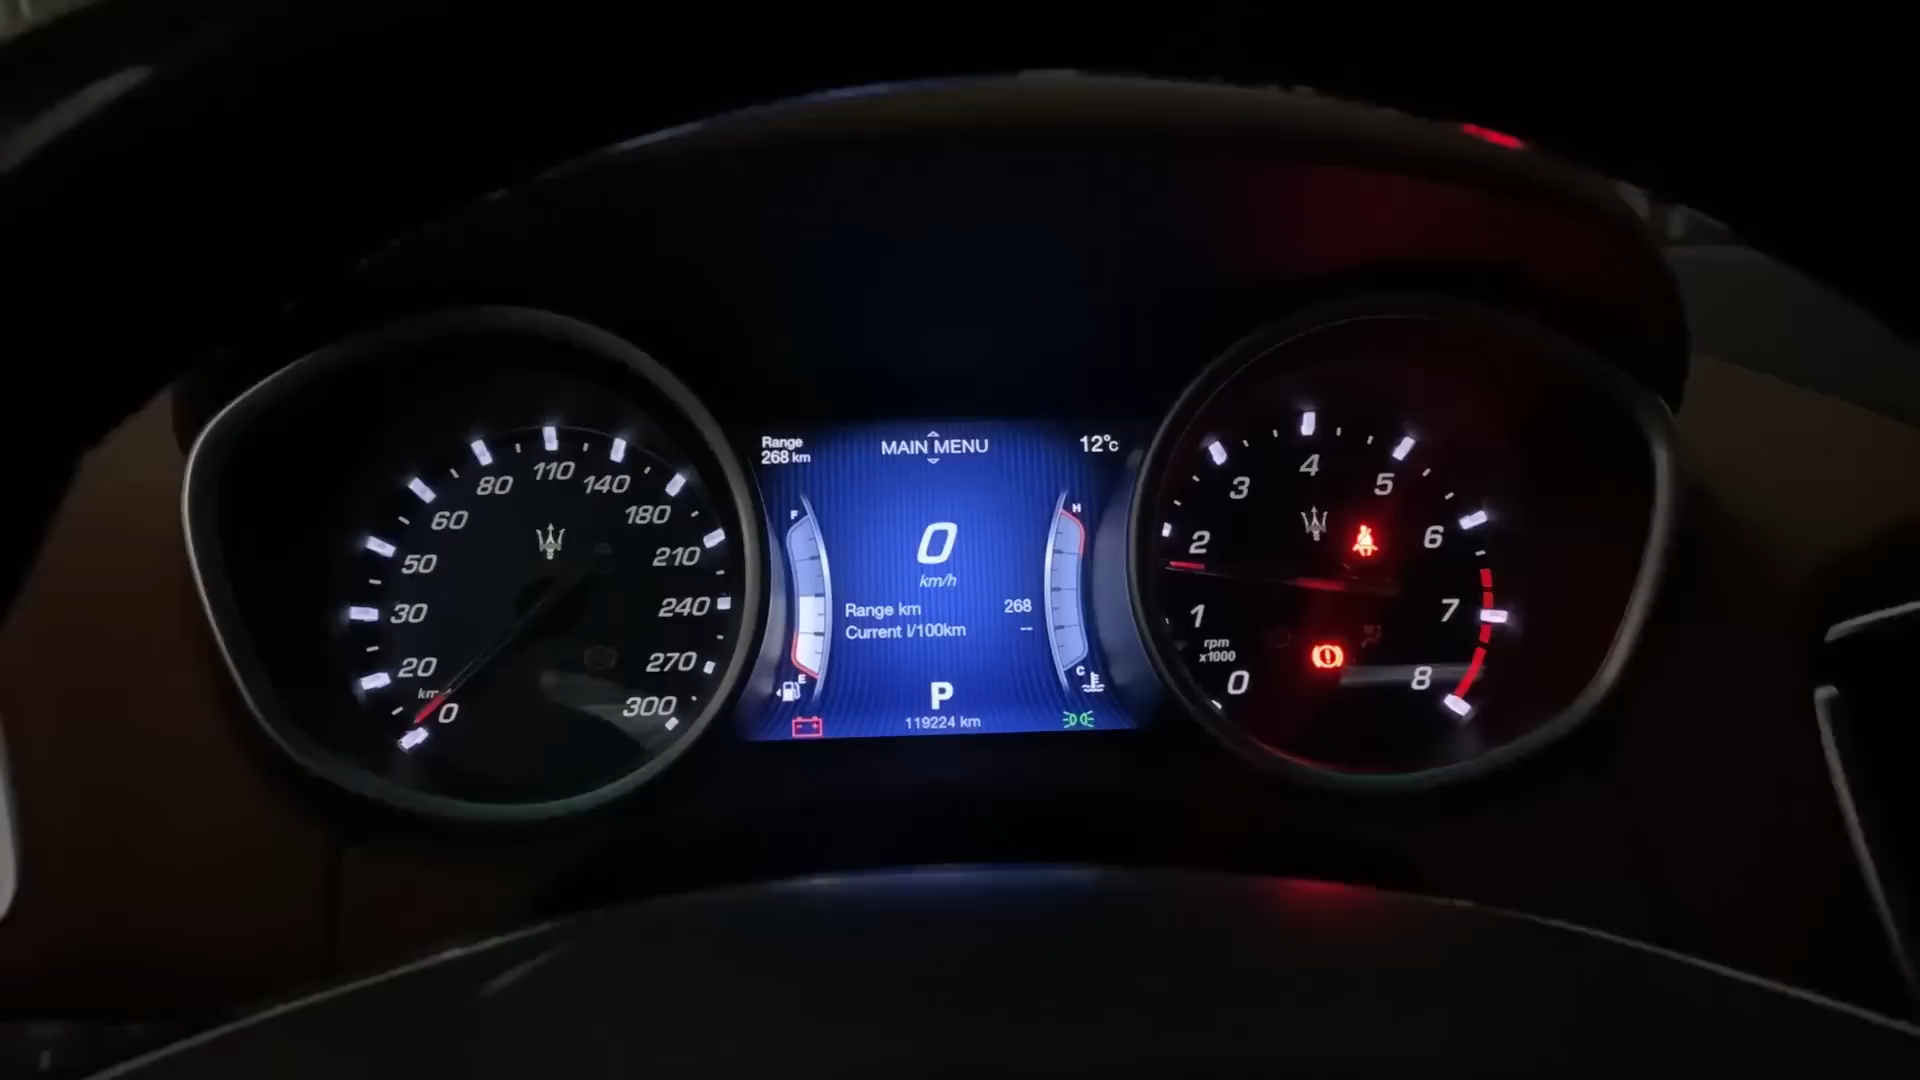 Range
268 km
MAIN MENU
12°c
F
H
0
km/h
Range km 268
Current l/100km --
E
C
P
119224 km
0
20
30
50
60
80
110
140
180
210
240
270
300
0
1
2
3
4
5
6
7
8
rpm
x1000